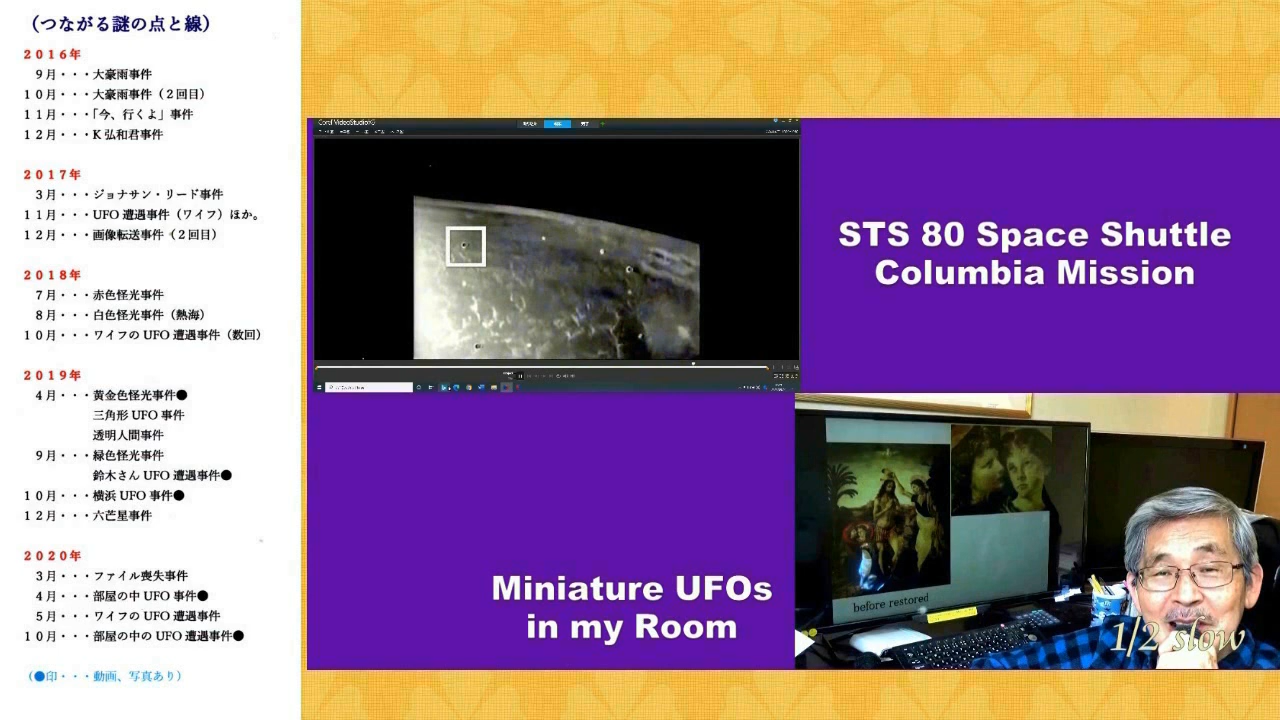 （つながる謎の点と線）
２０１６年
９月・・・大豪雨事件
１０月・・・大豪雨事件（２回目）
１１月・・・「今、行くよ」事件
１２月・・・K 弘和君事件
２０１７年
３月・・・ジョナサン・リード事件
１１月・・・UFO 遭遇事件（ワイフ）ほか。
１２月・・・画像転送事件（２回目）
２０１８年
７月・・・赤色怪光事件
８月・・・白色怪光事件（熱海）
１０月・・・ワイフの UFO 遭遇事件（数回）
２０１９年
４月・・・黄金色怪光事件●
三角形 UFO 事件
透明人間事件
９月・・・緑色怪光事件
鈴木さん UFO 遭遇事件●
１０月・・・横浜 UFO 事件●
１２月・・・六芒星事件
２０２０年
３月・・・ファイル喪失事件
４月・・・部屋の中 UFO 事件●
５月・・・ワイフの UFO 遭遇事件
１０月・・・部屋の中の UFO 遭遇事件●
（●印・・・動画、写真あり）
Corel VideoStudio
STS 80 Space Shuttle
Columbia Mission
Miniature UFOs
in my Room
before restored
1/2 slow